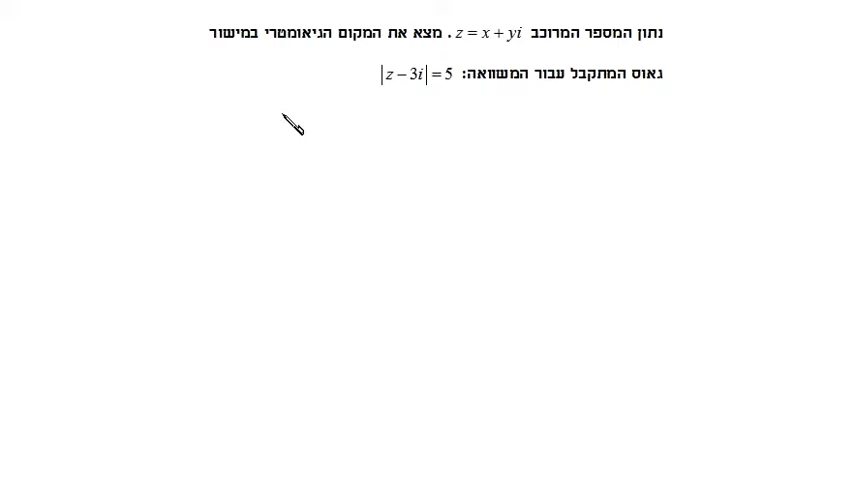 נתון המספר המרוכב z = x + yi . מצא את המקום הגיאומטרי במישור
גאוס המתקבל עבור המשוואה: |z − 3i| = 5